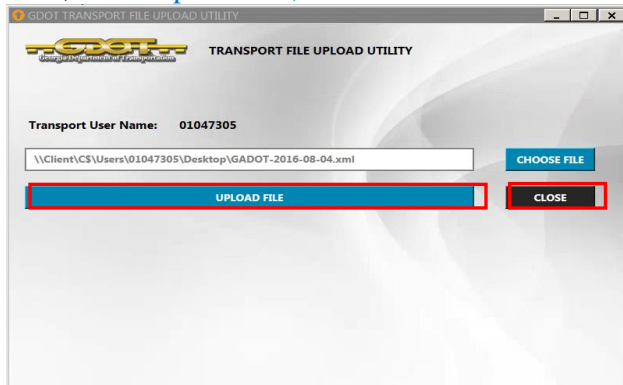 GDOT TRANSPORT FILE UPLOAD UTILITY
GDOT
Georgia Department of Transportation
TRANSPORT FILE UPLOAD UTILITY
Transport User Name: 01047305
\\Client\C$\Users\01047305\Desktop\GADOT-2016-08-04.xml
CHOOSE FILE
UPLOAD FILE
CLOSE